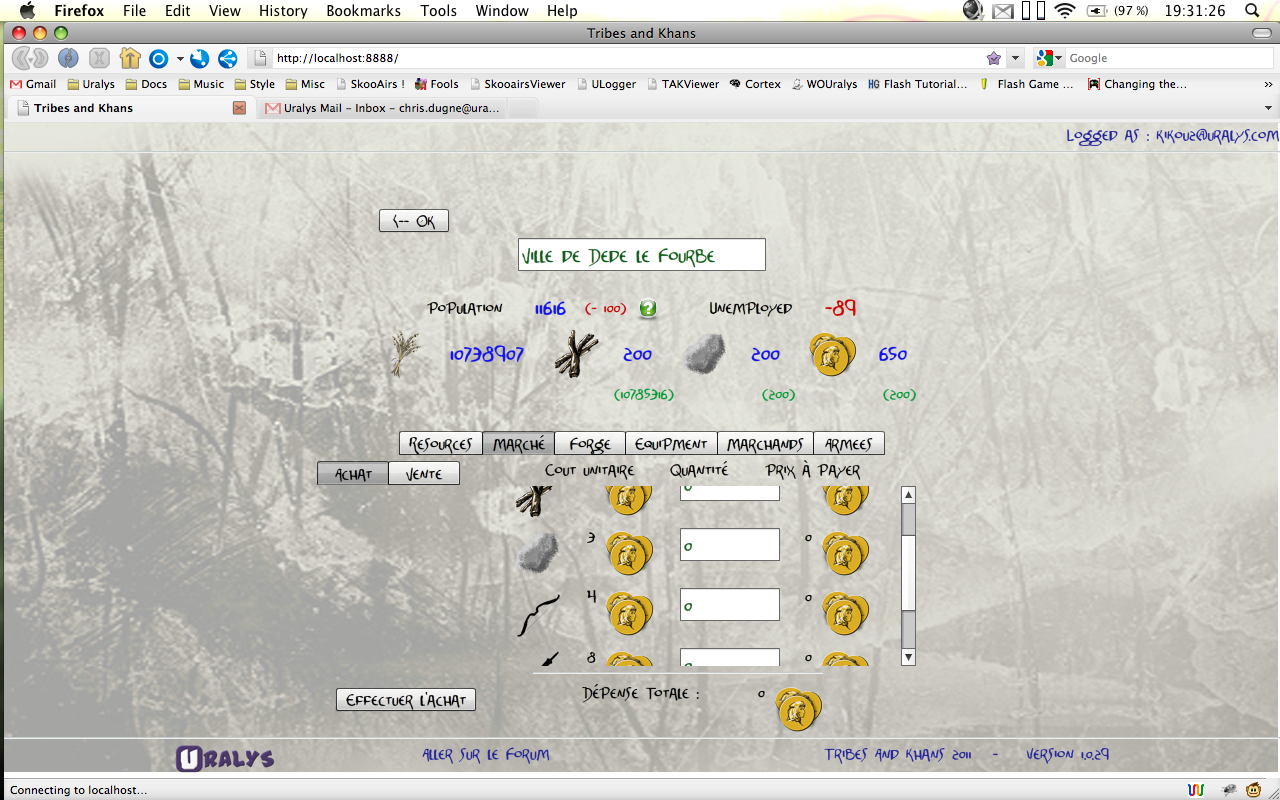 Firefox File Edit View History Bookmarks Tools Window Help (97 %) 19:31:26
Tribes and Khans
http://localhost:8888/ Google
Gmail Uralys Docs Music Style Misc SkooAirs ! Fools SkooairsViewer ULogger TAKViewer Cortex WOUralys HG Flash Tutorial... Flash Game ... Changing the... »
Tribes and Khans Uralys Mail – Inbox – chris.dugne@ura...
Logged as : kikou2@uralys.com
<-- Ok
Ville de Dede le Fourbe
Population 11616 (- 100) ? Unemployed -89
10738907 200 200 650
(10785316) (200) (200)
Resources Marché Forge Equipment Marchands Armees
Achat Vente Cout unitaire Quantité Prix à payer
0
3 0 0
4 0 0
8 0 0
Effectuer l'achat Dépense Totale : 0
Uralys Aller sur le forum Tribes and Khans 2011 - Version 1.0.29
Connecting to localhost...